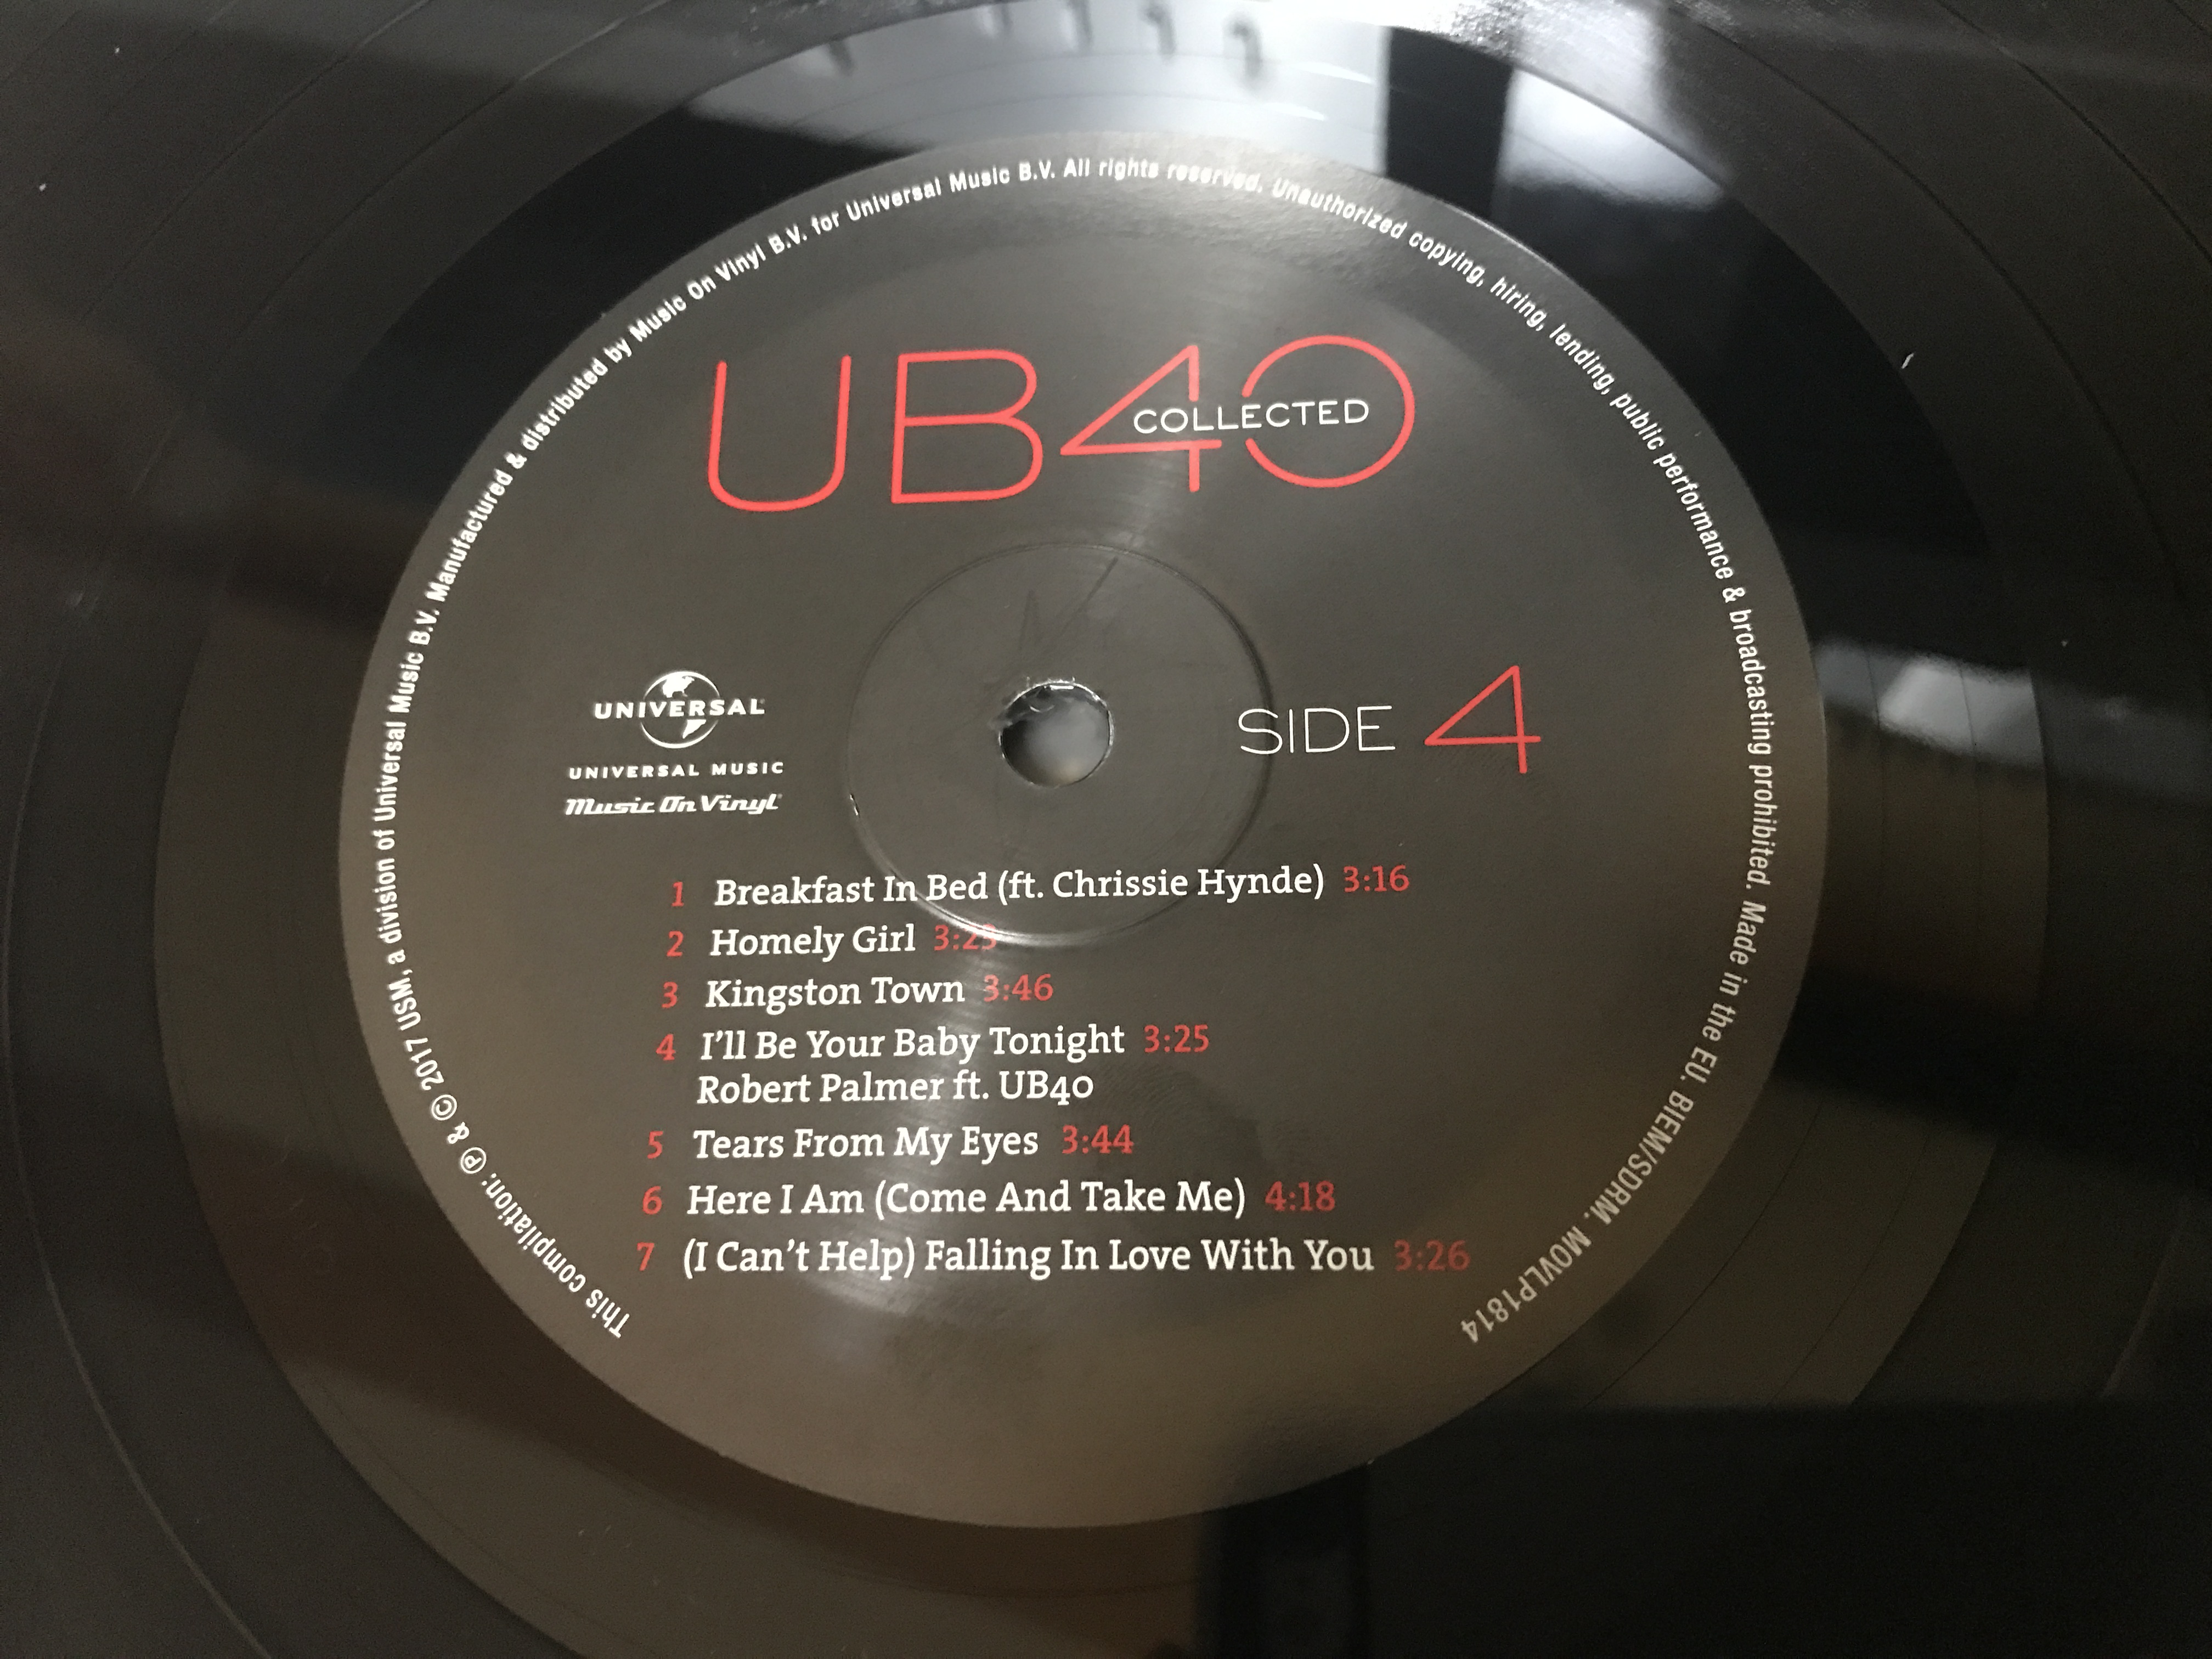 This compilation: ℗ & © 2017 USM, a division of Universal Music B.V. Manufactured & distributed by Music On Vinyl B.V. for Universal Music B.V. All rights reserved. Unauthorized copying, hiring, lending, public performance & broadcasting prohibited. Made in the EU. BIEM/SDRM. MOVLP1814
UB40
COLLECTED
UNIVERSAL
UNIVERSAL MUSIC
Music On Vinyl
SIDE 4
1 Breakfast In Bed (ft. Chrissie Hynde) 3:16
2 Homely Girl
3 Kingston Town 3:46
4 I'll Be Your Baby Tonight 3:25
Robert Palmer ft. UB40
5 Tears From My Eyes 3:44
6 Here I Am (Come And Take Me) 4:18
7 (I Can't Help) Falling In Love With You 3:26